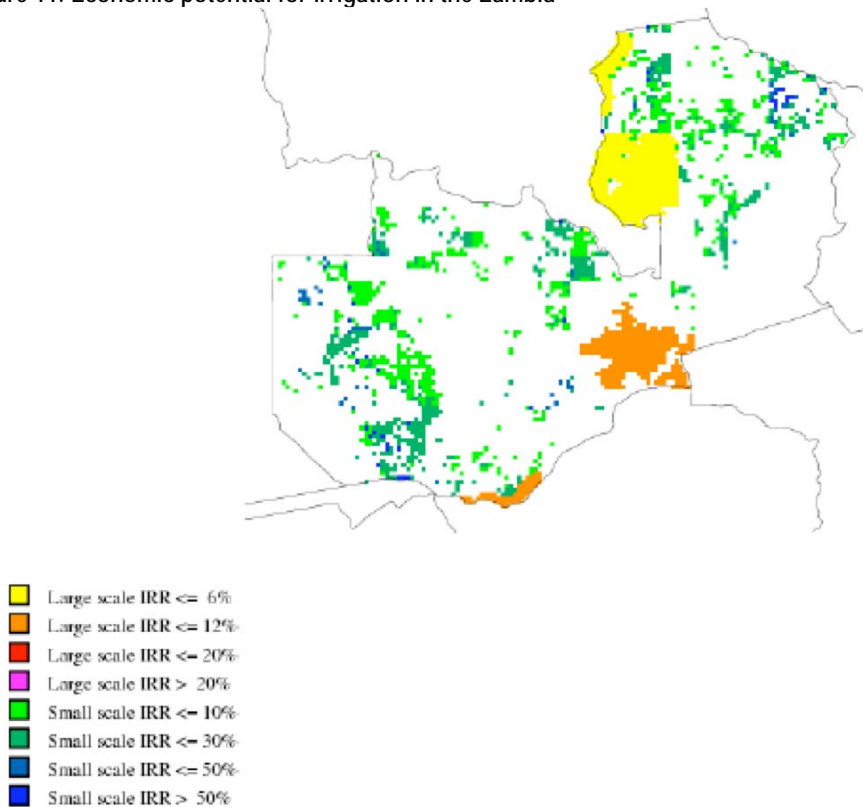 Economic potential for irrigation in the Zambia
Large scale IRR <= 6%
Large scale IRR <= 12%
Large scale IRR <= 20%
Large scale IRR > 20%
Small scale IRR <= 10%
Small scale IRR <= 30%
Small scale IRR <= 50%
Small scale IRR > 50%